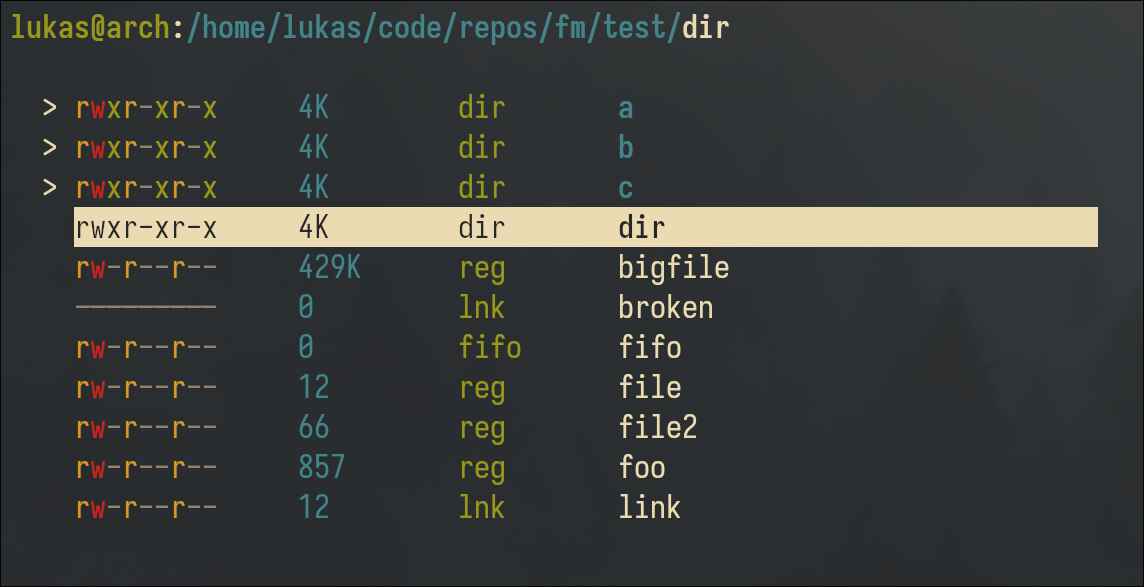 lukas@arch:/home/lukas/code/repos/fm/test/dir
> rwxr-xr-x 4K dir a
> rwxr-xr-x 4K dir b
> rwxr-xr-x 4K dir c
rwxr-xr-x 4K dir dir
rw-r--r-- 429K reg bigfile
--------- 0 lnk broken
rw-r--r-- 0 fifo fifo
rw-r--r-- 12 reg file
rw-r--r-- 66 reg file2
rw-r--r-- 857 reg foo
rw-r--r-- 12 lnk link